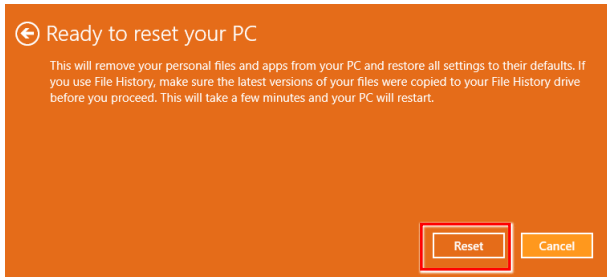 Ready to reset your PC
This will remove your personal files and apps from your PC and restore all settings to their defaults. If
you use File History, make sure the latest versions of your files were copied to your File History drive
before you proceed. This will take a few minutes and your PC will restart.
Reset Cancel